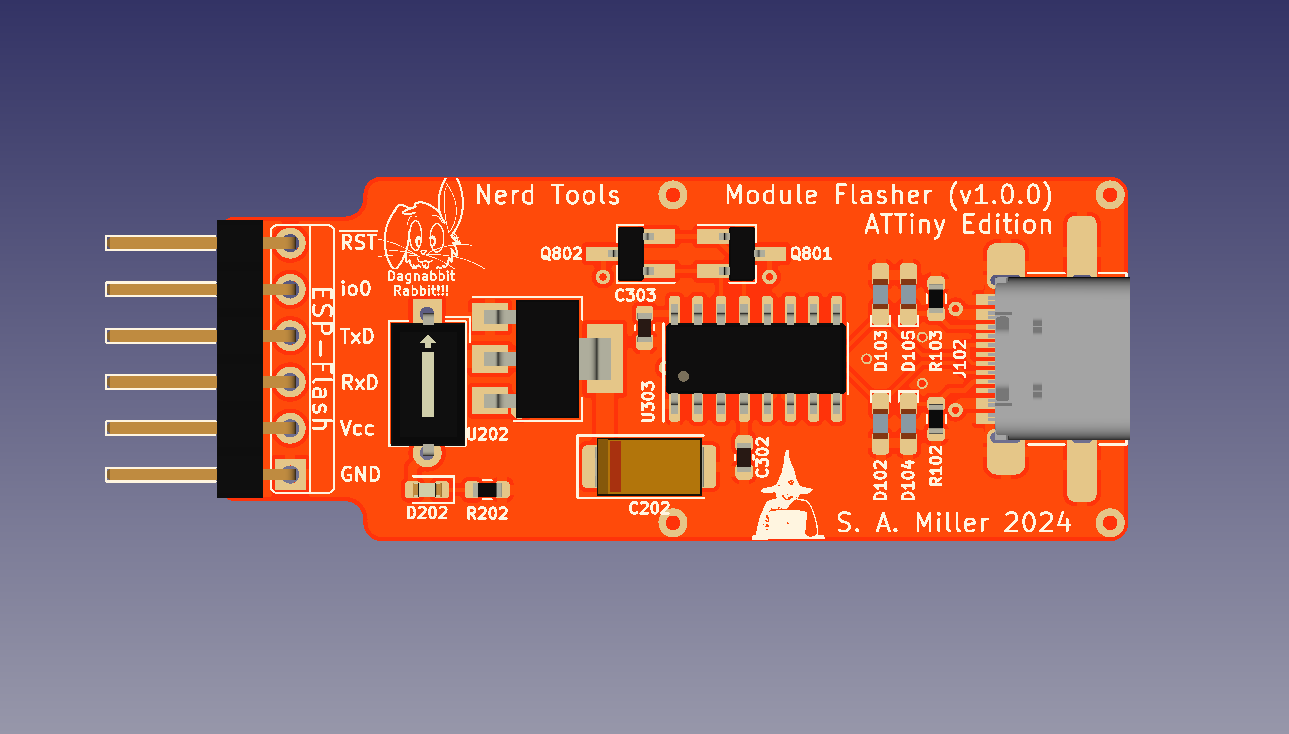 Nerd Tools
Module Flasher (v1.0.0)
ATTiny Edition
Dagnabbit
Rabbit!!!
ESP-Flash
RST
io0
TxD
RxD
Vcc
GND
Q802
Q801
C303
U303
U202
C202
C302
D202
R202
D103
D105
R103
J102
D102
D104
R102
S. A. Miller 2024